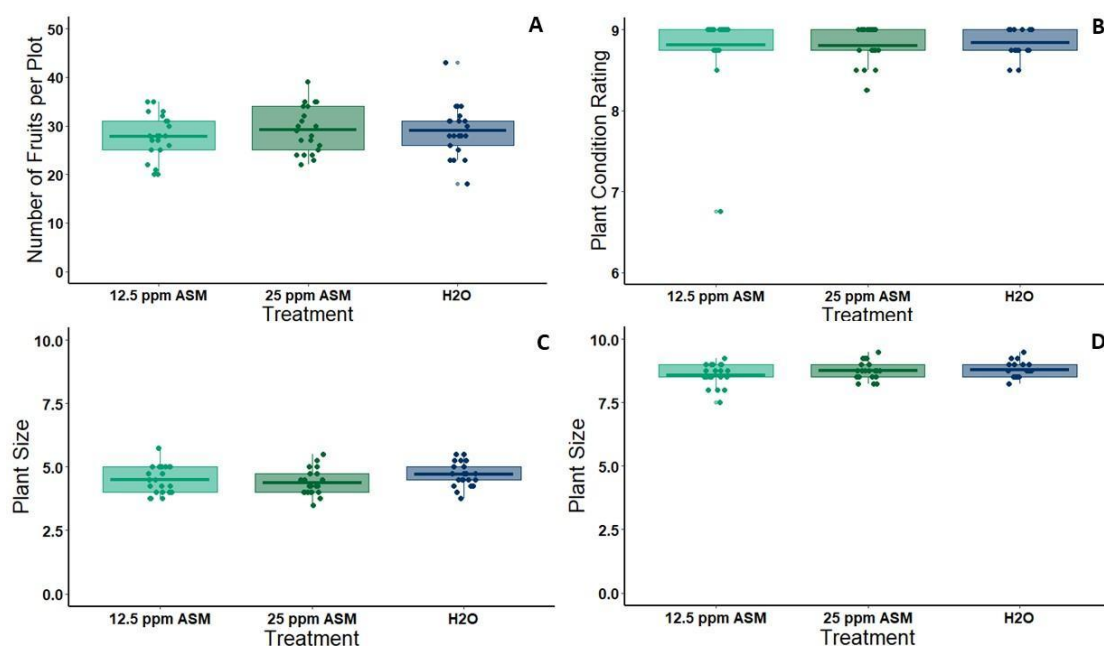 A
Number of Fruits per Plot
50
40
30
20
10
0
12.5 ppm ASM
25 ppm ASM
H2O
Treatment
B
Plant Condition Rating
9
8
7
6
12.5 ppm ASM
25 ppm ASM
H2O
Treatment
C
Plant Size
10.0
7.5
5.0
2.5
0.0
12.5 ppm ASM
25 ppm ASM
H2O
Treatment
D
Plant Size
10.0
7.5
5.0
2.5
0.0
12.5 ppm ASM
25 ppm ASM
H2O
Treatment